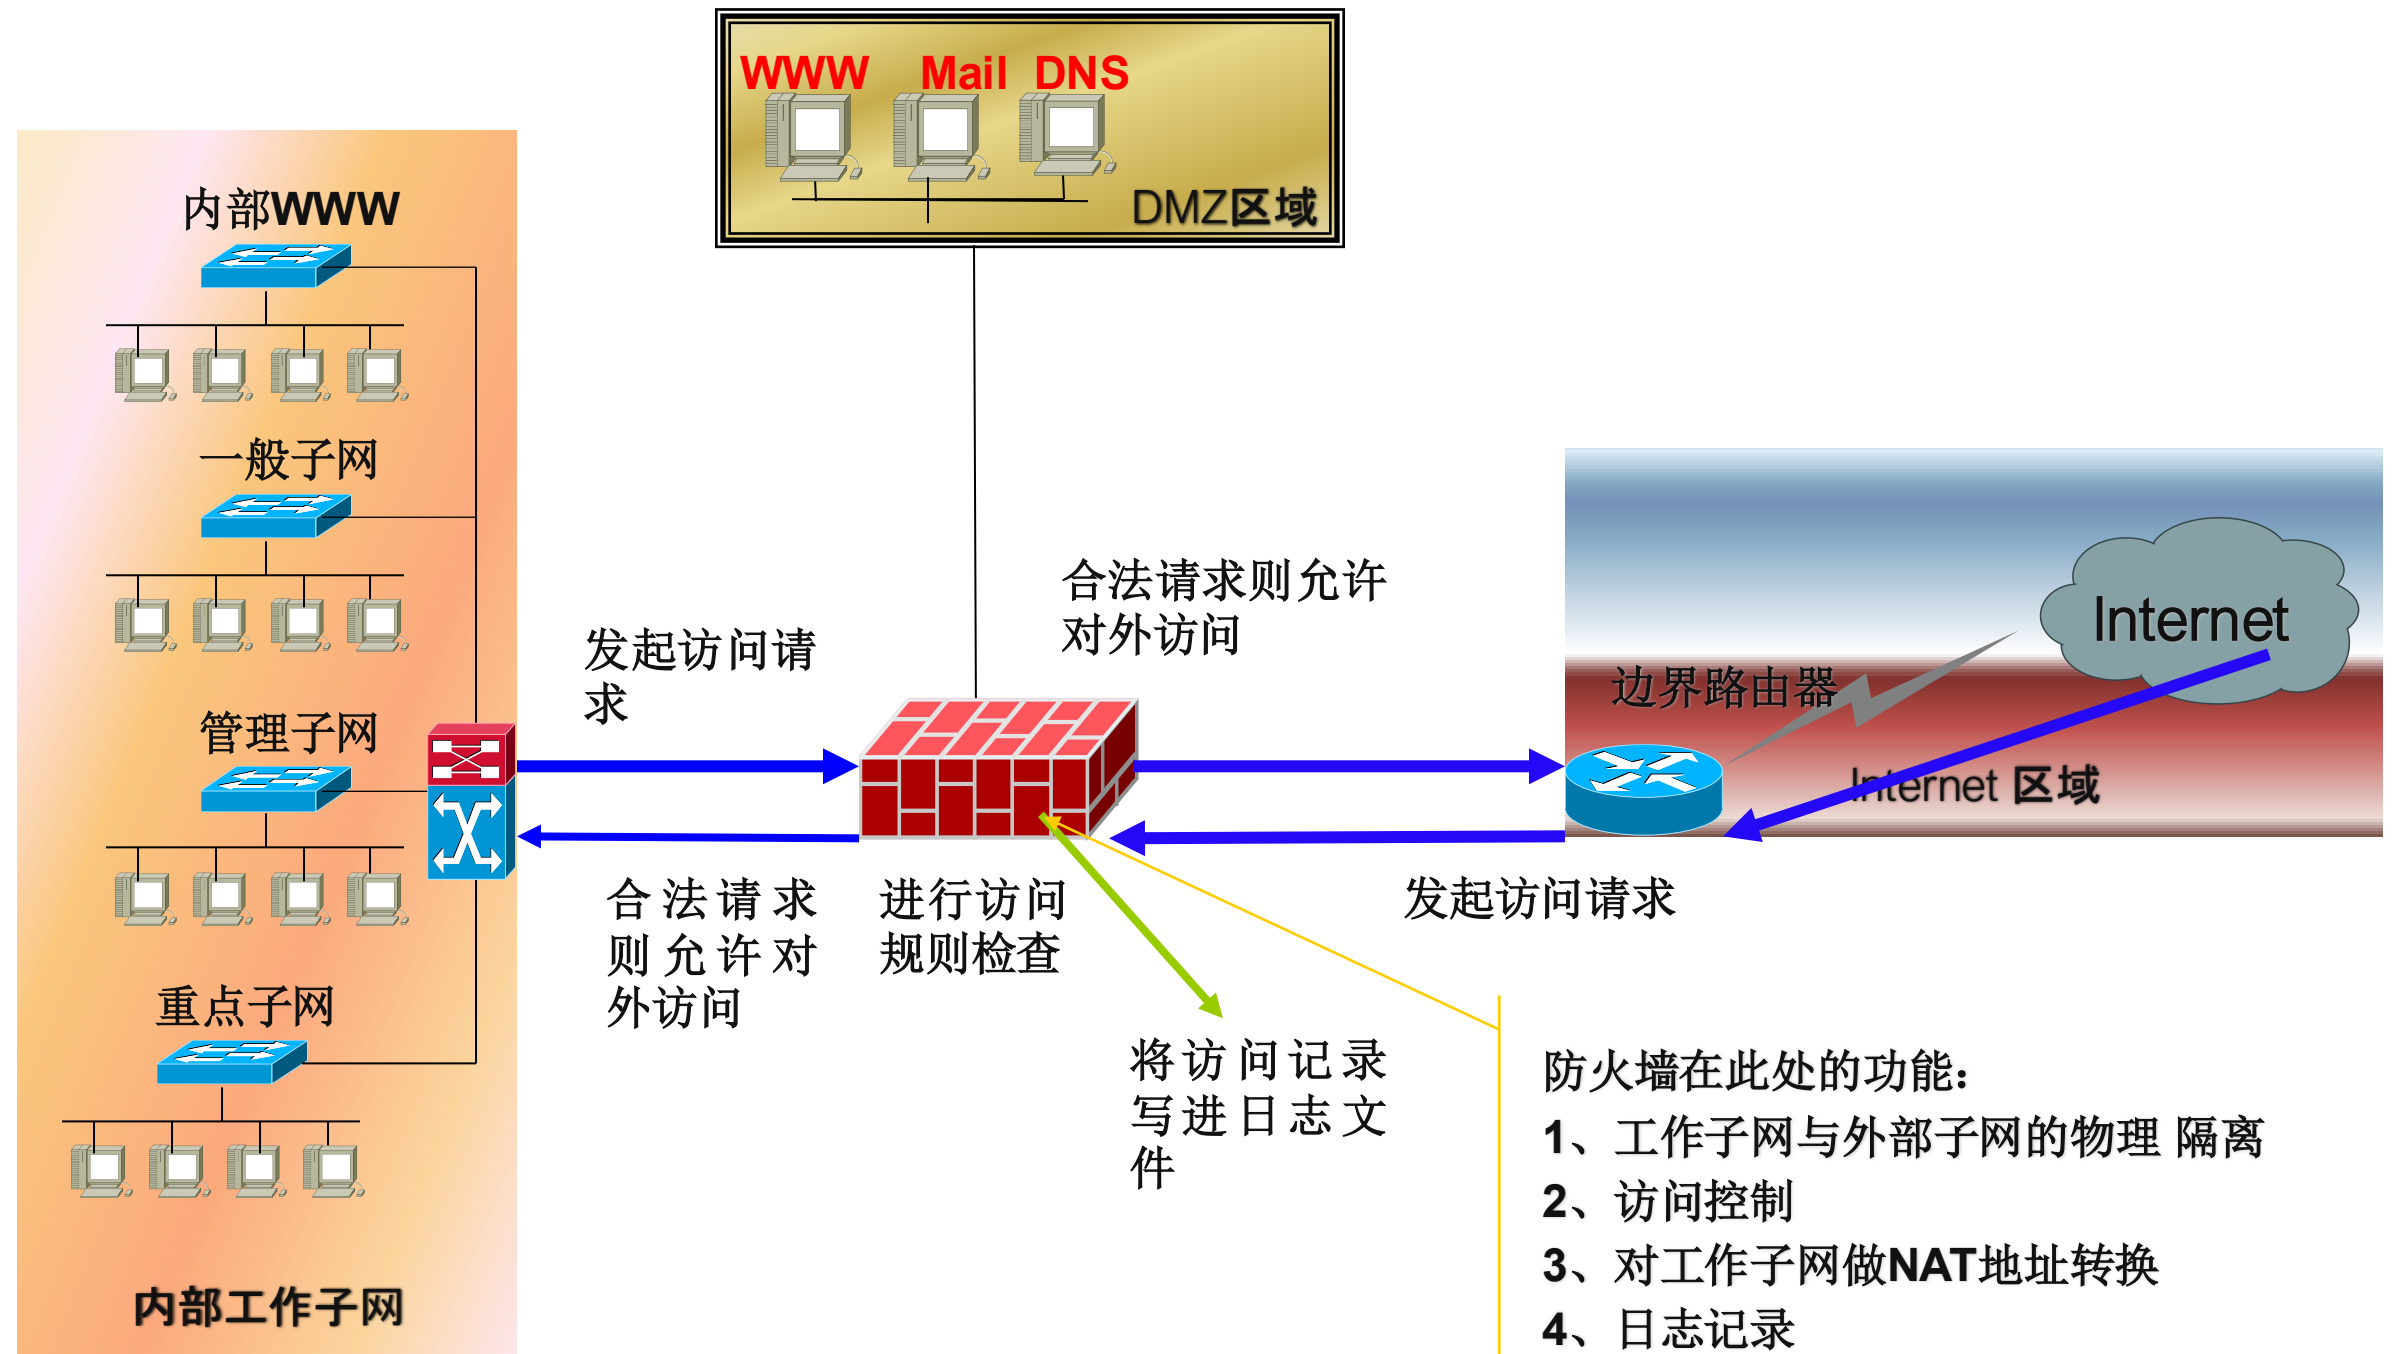 WWW Mail DNS
DMZ区域
内部WWW
一般子网
管理子网
重点子网
内部工作子网
发起访问请
求
合法请求则允许
对外访问
Internet
边界路由器
Internet 区域
合法请求
则允许对
外访问
进行访问
规则检查
发起访问请求
将访问记录
写进日志文
件
防火墙在此处的功能：
1、工作子网与外部子网的物理 隔离
2、访问控制
3、对工作子网做NAT地址转换
4、日志记录